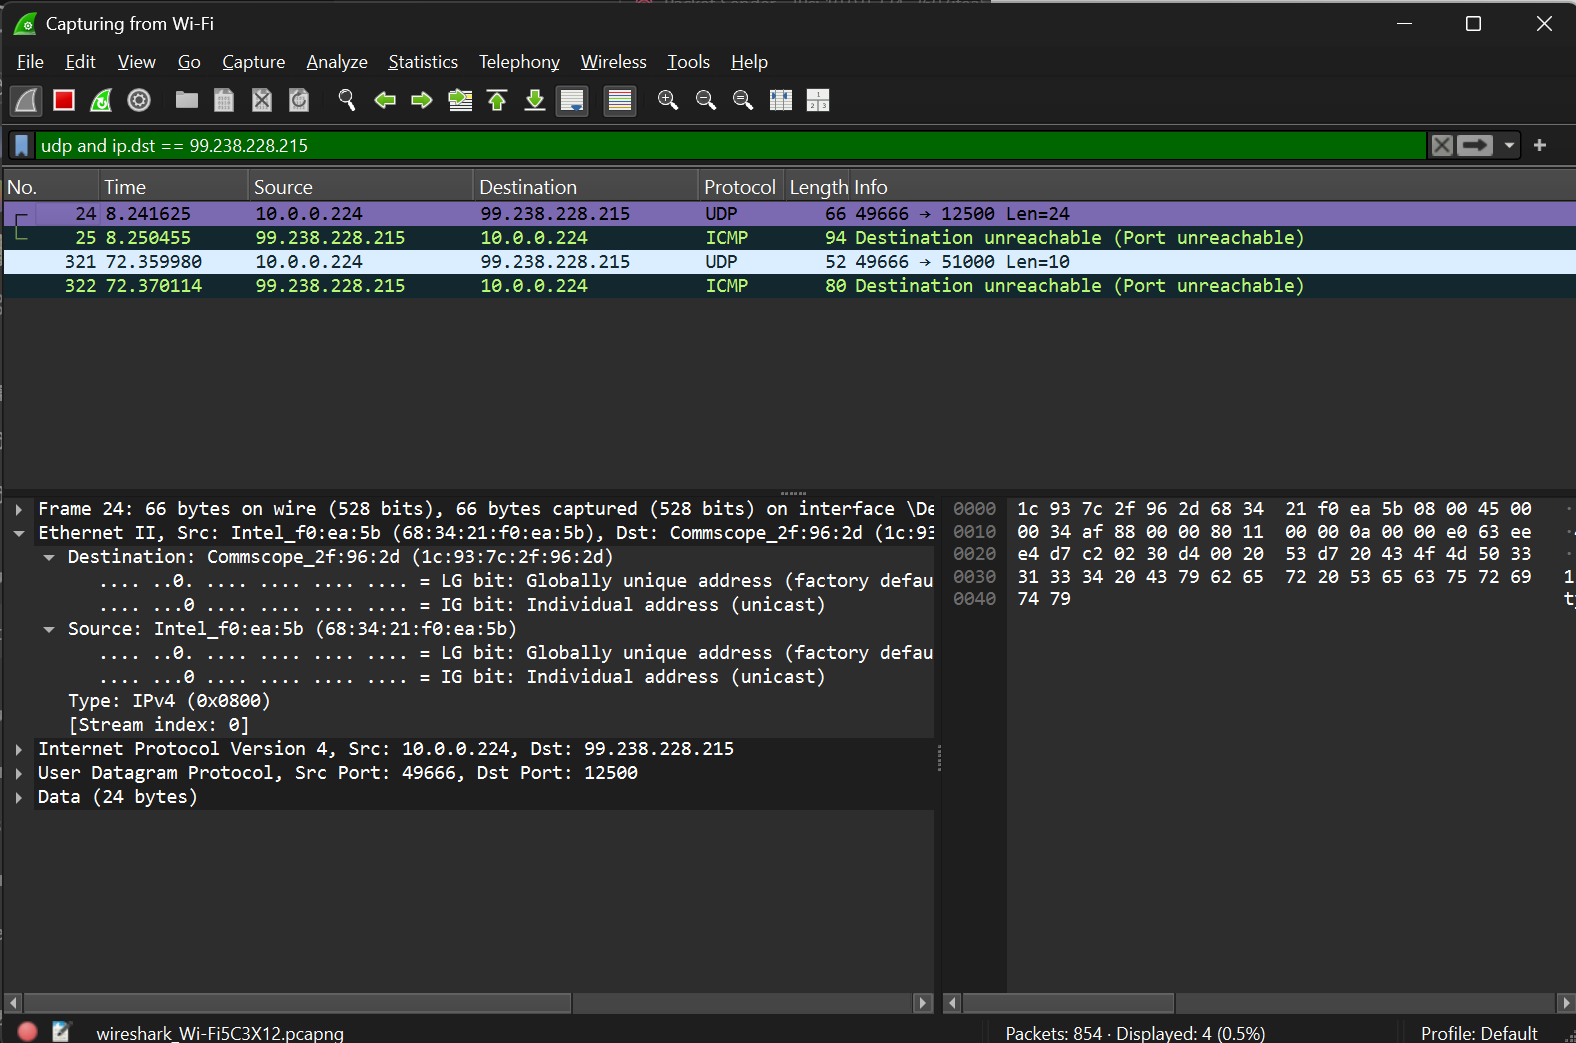 Capturing from Wi-Fi
File Edit View Go Capture Analyze Statistics Telephony Wireless Tools Help
udp and ip.dst == 99.238.228.215
No. Time Source Destination Protocol Length Info
24 8.241625 10.0.0.224 99.238.228.215 UDP 66 49666 → 12500 Len=24
25 8.250455 99.238.228.215 10.0.0.224 ICMP 94 Destination unreachable (Port unreachable)
321 72.359980 10.0.0.224 99.238.228.215 UDP 52 49666 → 51000 Len=10
322 72.370114 99.238.228.215 10.0.0.224 ICMP 80 Destination unreachable (Port unreachable)
Frame 24: 66 bytes on wire (528 bits), 66 bytes captured (528 bits) on interface \De
Ethernet II, Src: Intel_f0:ea:5b (68:34:21:f0:ea:5b), Dst: Commscope_2f:96:2d (1c:93
Destination: Commscope_2f:96:2d (1c:93:7c:2f:96:2d)
.... ..0. .... .... .... .... = LG bit: Globally unique address (factory defau
.... ...0 .... .... .... .... = IG bit: Individual address (unicast)
Source: Intel_f0:ea:5b (68:34:21:f0:ea:5b)
.... ..0. .... .... .... .... = LG bit: Globally unique address (factory defau
.... ...0 .... .... .... .... = IG bit: Individual address (unicast)
Type: IPv4 (0x0800)
[Stream index: 0]
Internet Protocol Version 4, Src: 10.0.0.224, Dst: 99.238.228.215
User Datagram Protocol, Src Port: 49666, Dst Port: 12500
Data (24 bytes)
0000 1c 93 7c 2f 96 2d 68 34 21 f0 ea 5b 08 00 45 00
0010 00 34 af 88 00 00 80 11 00 00 0a 00 00 e0 63 ee
0020 e4 d7 c2 02 30 d4 00 20 53 d7 20 43 4f 4d 50 33
0030 31 33 34 20 43 79 62 65 72 20 53 65 63 75 72 69
0040 74 79
wireshark_Wi-Fi5C3X12.pcapng
Packets: 854 · Displayed: 4 (0.5%)
Profile: Default